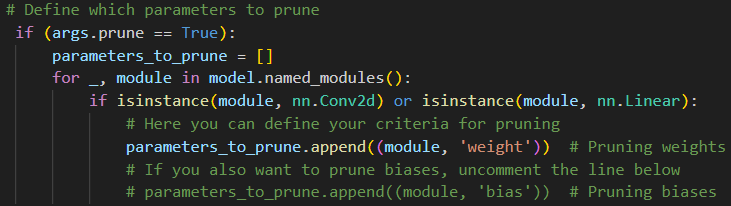 # Define which parameters to prune
if (args.prune == True):
parameters_to_prune = []
for _, module in model.named_modules():
if isinstance(module, nn.Conv2d) or isinstance(module, nn.Linear):
# Here you can define your criteria for pruning
parameters_to_prune.append((module, 'weight'))  # Pruning weights
# If you also want to prune biases, uncomment the line below
# parameters_to_prune.append((module, 'bias'))  # Pruning biases